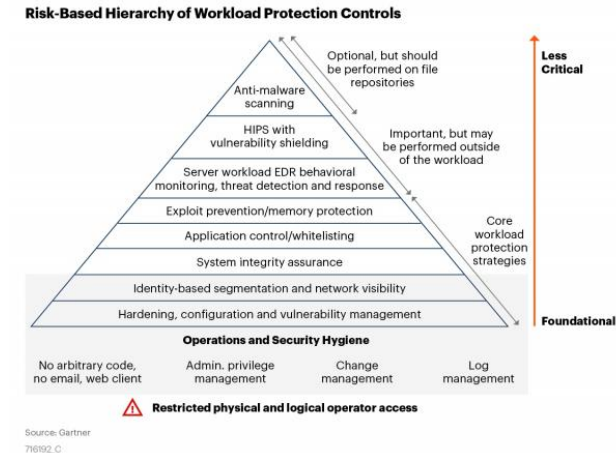 Risk-Based Hierarchy of Workload Protection Controls
Optional, but should
be performed on file
repositories
Less
Critical
Anti-malware
scanning
HIPS with
vulnerability shielding
Important, but may
be performed outside
of the workload
Server workload EDR behavioral
monitoring, threat detection and response
Exploit prevention/memory protection
Application control/whitelisting
System integrity assurance
Core
workload
protection
strategies
Identity-based segmentation and network visibility
Hardening, configuration and vulnerability management
Foundational
Operations and Security Hygiene
No arbitrary code,
no email, web client
Admin. privilege
management
Change
management
Log
management
Restricted physical and logical operator access
Source: Gartner
716192_C